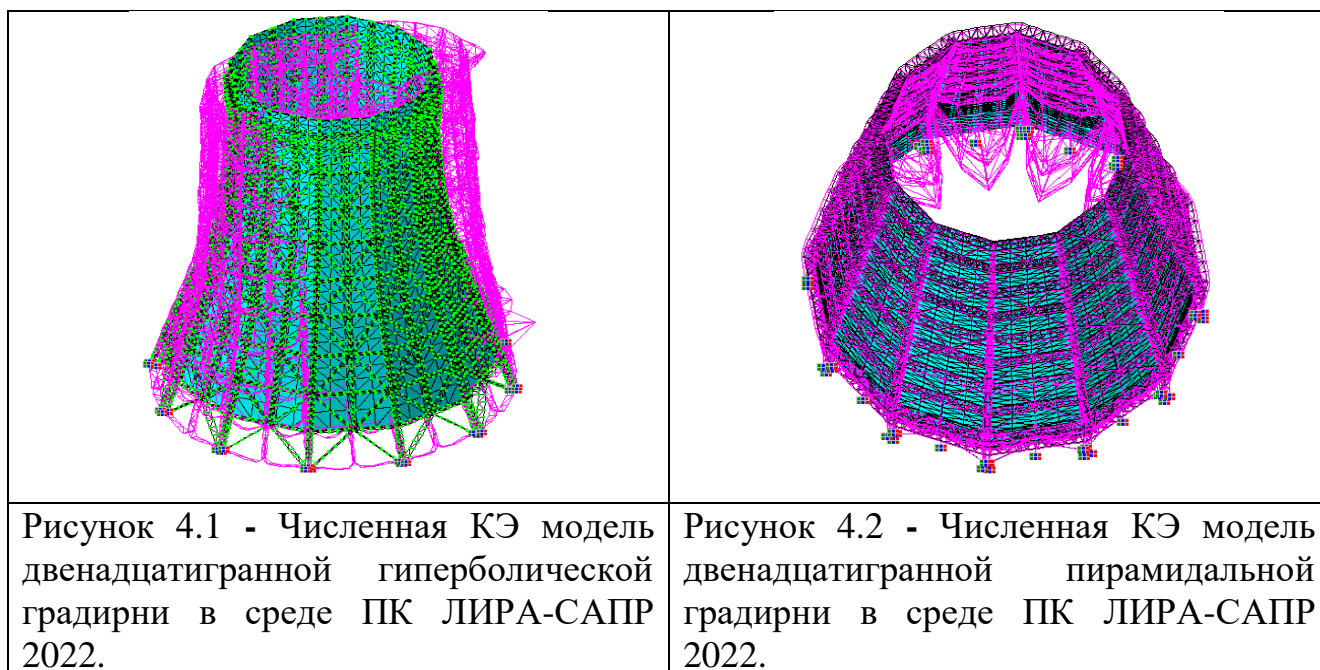 Рисунок 4.1 - Численная КЭ модель
двенадцатигранной гиперболической
градирни в среде ПК ЛИРА-САПР
2022.
Рисунок 4.2 - Численная КЭ модель
двенадцатигранной пирамидальной
градирни в среде ПК ЛИРА-САПР
2022.